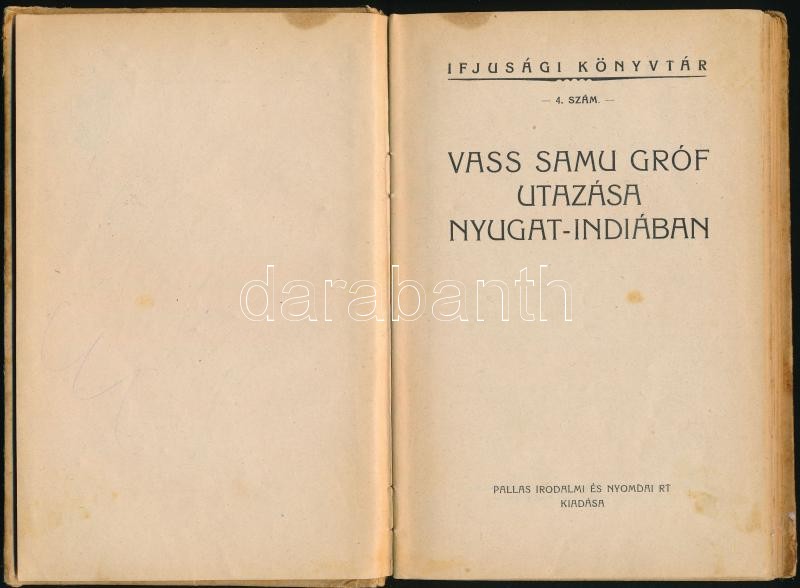 IFJUSÁGI KÖNYVTÁR
— 4. SZÁM. —
VASS SAMU GRÓF
UTAZÁSA
NYUGAT-INDIÁBAN
darabanth
PALLAS IRODALMI ÉS NYOMDAI RT
KIADÁSA